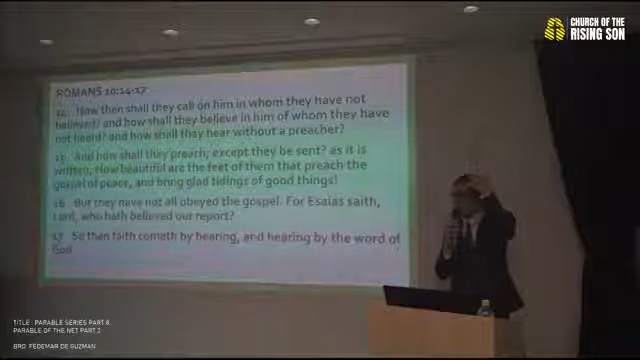 CHURCH OF THE
RISING SON
ROMANS 10:14-17
14 How then shall they call on him in whom they have not
believed? and how shall they believe in him of whom they have
not heard? and how shall they hear without a preacher?
15 And how shall they preach, except they be sent? as it is
written, How beautiful are the feet of them that preach the
gospel of peace, and bring glad tidings of good things!
16 But they have not all obeyed the gospel. For Esaias saith,
Lord, who hath believed our report?
17 So then faith cometh by hearing, and hearing by the word of
God
TITLE : PARABLE SERIES PART 8,
PARABLE OF THE NET PART 2
BRO. FEDEMAR DE GUZMAN